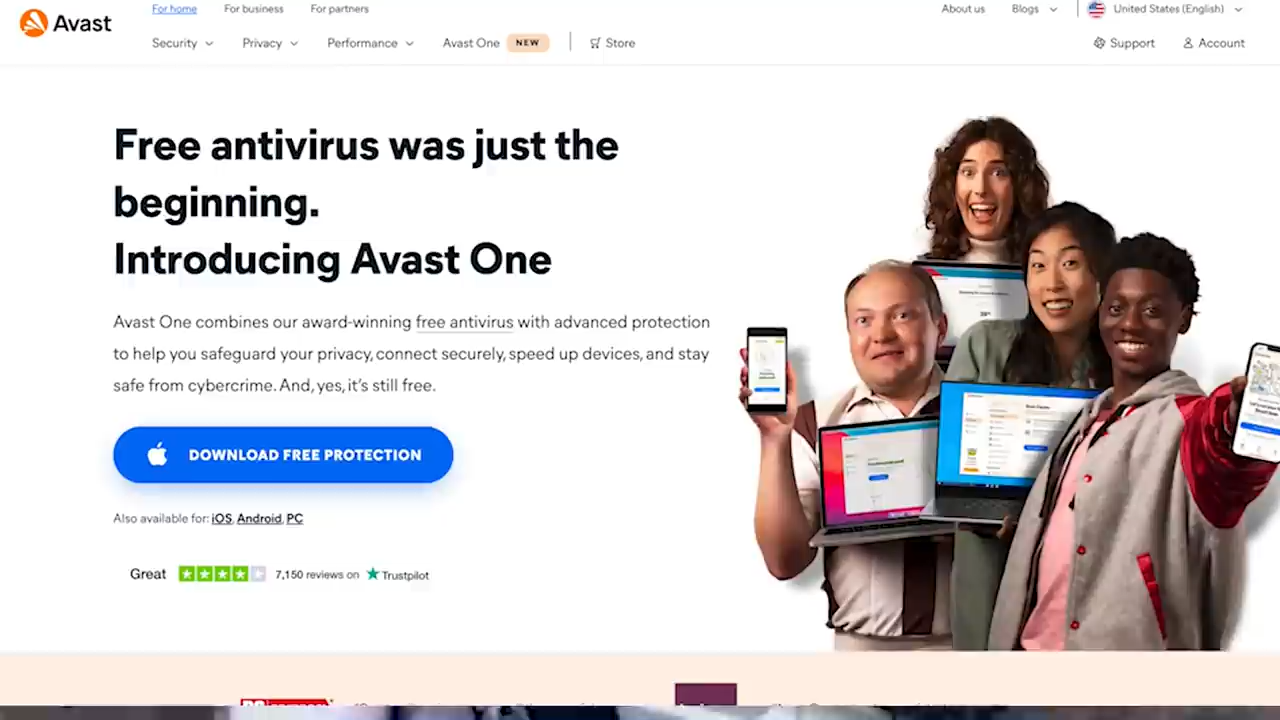 For home For business For partners About us Blogs United States (English)
Avast
Security Privacy Performance Avast One NEW Store Support Account
Free antivirus was just the
beginning.
Introducing Avast One
Avast One combines our award-winning free antivirus with advanced protection
to help you safeguard your privacy, connect securely, speed up devices, and stay
safe from cybercrime. And, yes, it's still free.
DOWNLOAD FREE PROTECTION
Also available for: iOS, Android, PC
Great 7,150 reviews on Trustpilot